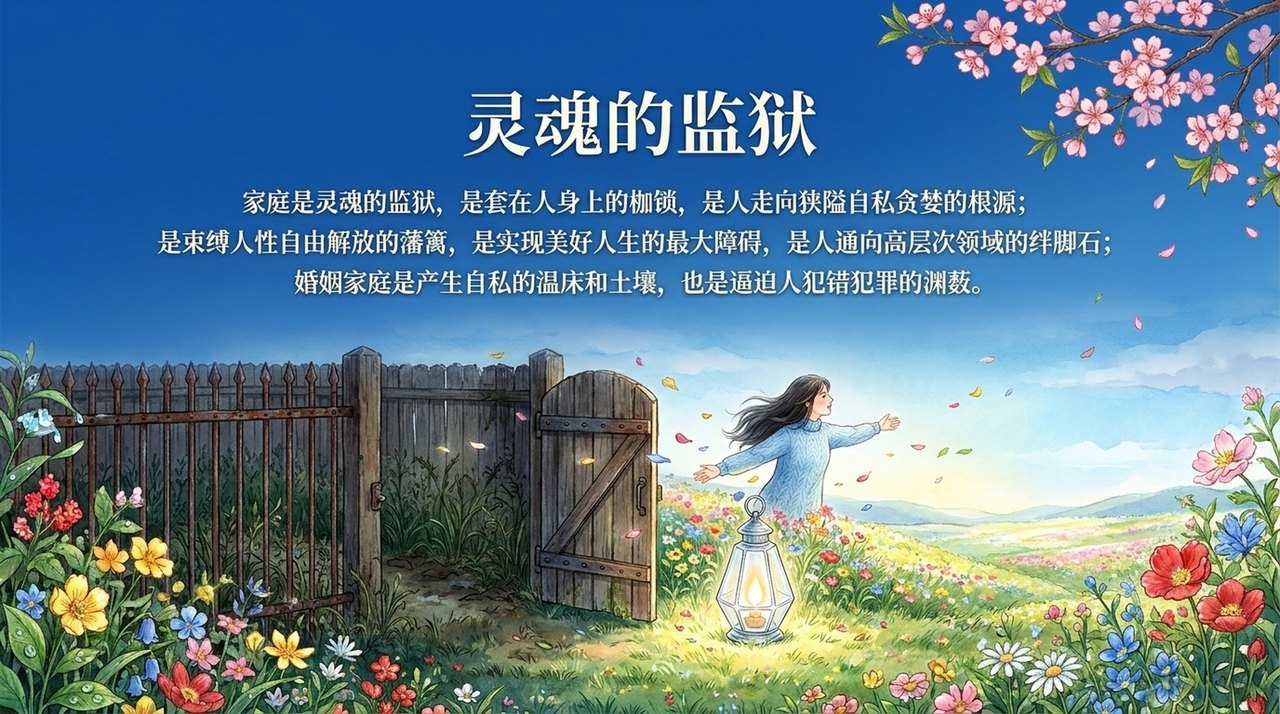 灵魂的监狱
家庭是灵魂的监狱，是套在人身上的枷锁，是人走向狭隘自私贪婪的根源；
是束缚人性自由解放的藩篱，是实现美好人生的最大障碍，是人通向高层次领域的绊脚石；
婚姻家庭是产生自私的温床和土壤，也是逼迫人犯错犯罪的渊薮。